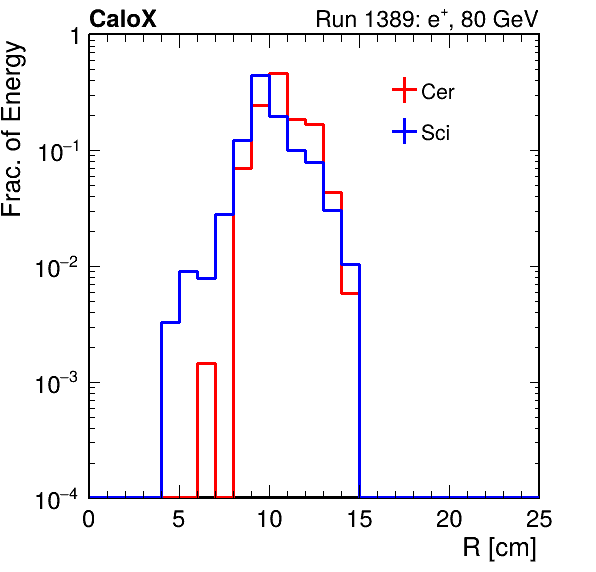 CaloX Run 1389: e⁺, 80 GeV
Frac. of Energy
1
10⁻¹
10⁻²
10⁻³
10⁻⁴
Cer
Sci
0 5 10 15 20 25
R [cm]